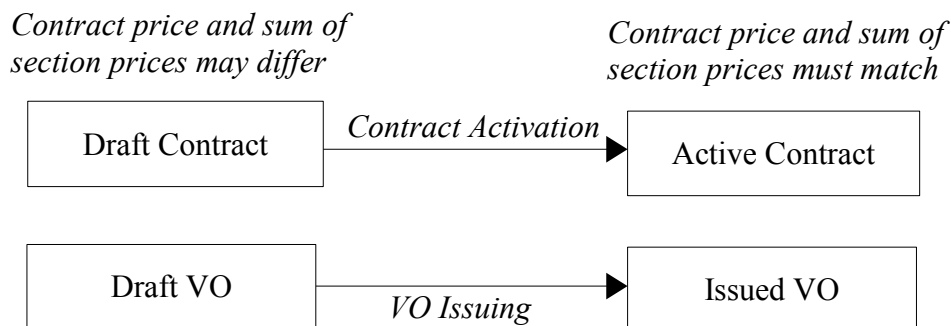 Contract price and sum of
section prices may differ
Contract price and sum of
section prices must match
Draft Contract
Contract Activation
Active Contract
Draft VO
VO Issuing
Issued VO